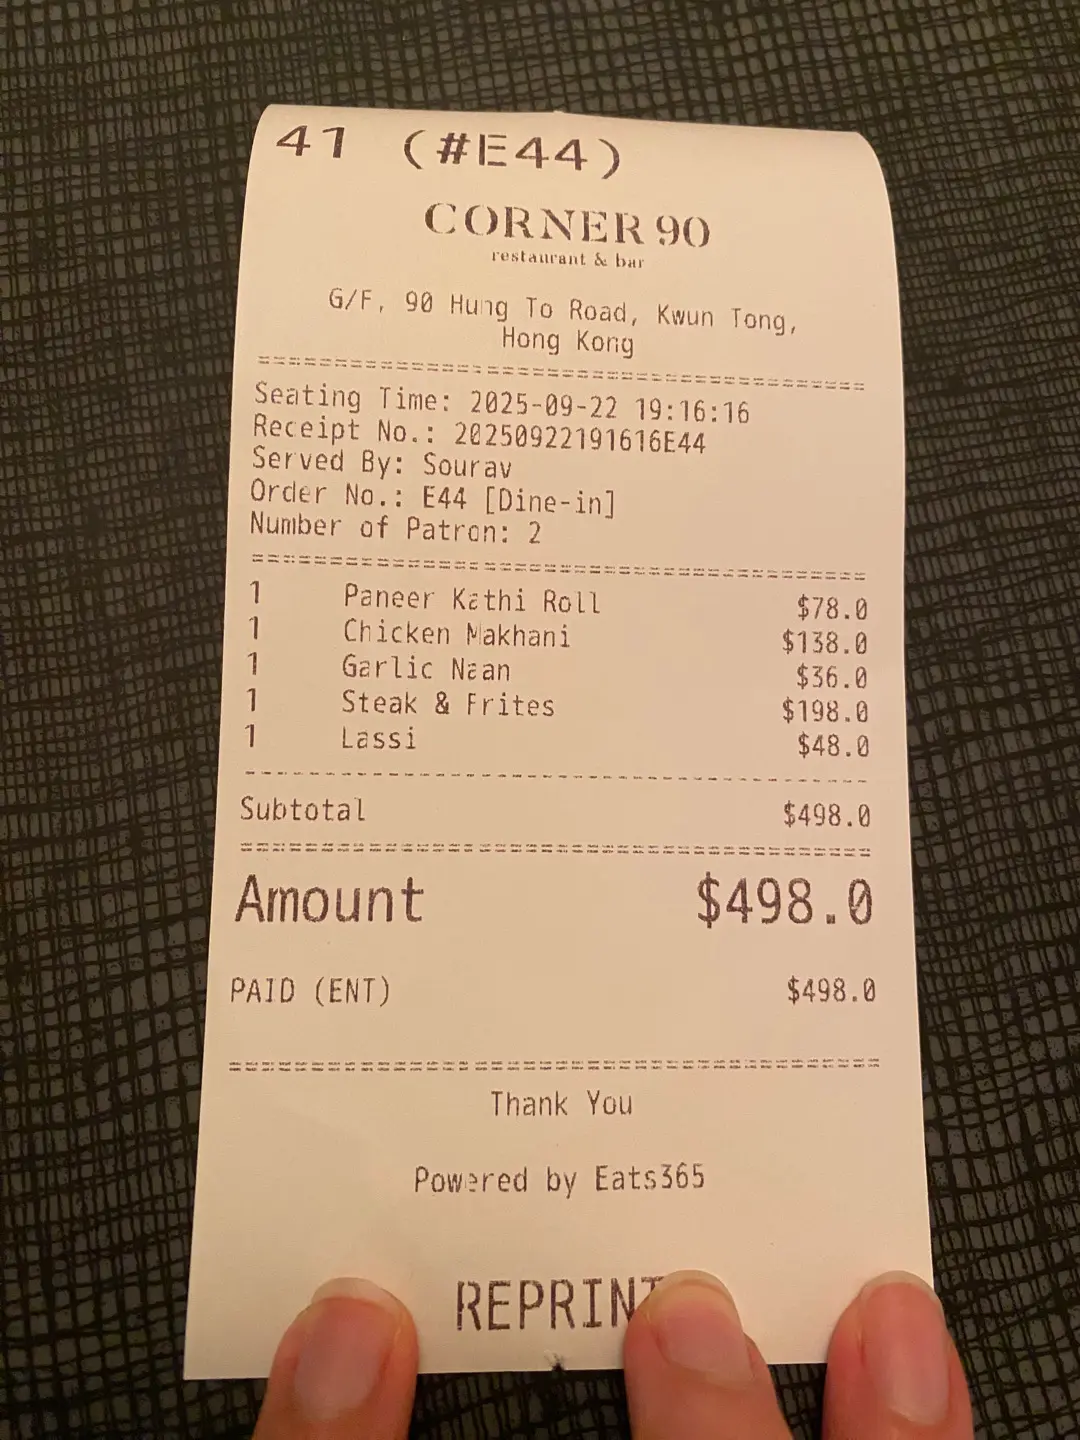 41 (#E44)
CORNER 90
restaurant & bar
G/F, 90 Hung To Road, Kwun Tong,
Hong Kong
Seating Time: 2025-09-22 19:16:16
Receipt No.: 20250922191616E44
Served By: Sourav
Order No.: E44 [Dine-in]
Number of Patron: 2
1 Paneer Kathi Roll $78.0
1 Chicken Makhani $138.0
1 Garlic Naan $36.0
1 Steak & Frites $198.0
1 Lassi $48.0
Subtotal $498.0
Amount $498.0
PAID (ENT) $498.0
Thank You
Powered by Eats365
REPRINT